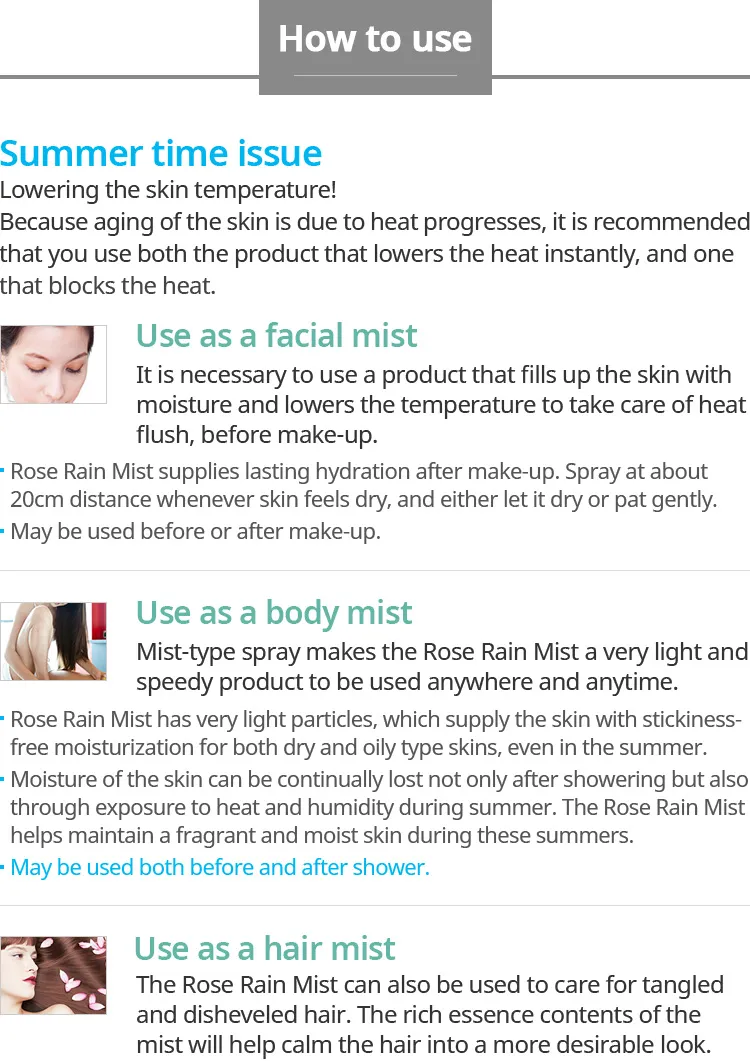 How to use
Summer time issue
Lowering the skin temperature!
Because aging of the skin is due to heat progresses, it is recommended
that you use both the product that lowers the heat instantly, and one
that blocks the heat.
Use as a facial mist
It is necessary to use a product that fills up the skin with
moisture and lowers the temperature to take care of heat
flush, before make-up.
Rose Rain Mist supplies lasting hydration after make-up. Spray at about
20cm distance whenever skin feels dry, and either let it dry or pat gently.
May be used before or after make-up.
Use as a body mist
Mist-type spray makes the Rose Rain Mist a very light and
speedy product to be used anywhere and anytime.
Rose Rain Mist has very light particles, which supply the skin with stickiness-
free moisturization for both dry and oily type skins, even in the summer.
Moisture of the skin can be continually lost not only after showering but also
through exposure to heat and humidity during summer. The Rose Rain Mist
helps maintain a fragrant and moist skin during these summers.
May be used both before and after shower.
Use as a hair mist
The Rose Rain Mist can also be used to care for tangled
and disheveled hair. The rich essence contents of the
mist will help calm the hair into a more desirable look.